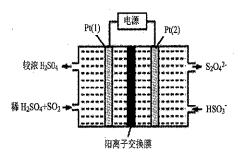 电源
Pt(1) Pt(2)
较浓H₂SO₄ S₂O₄²⁻
稀H₂SO₄+SO₂ HSO₃⁻
阳离子交换膜